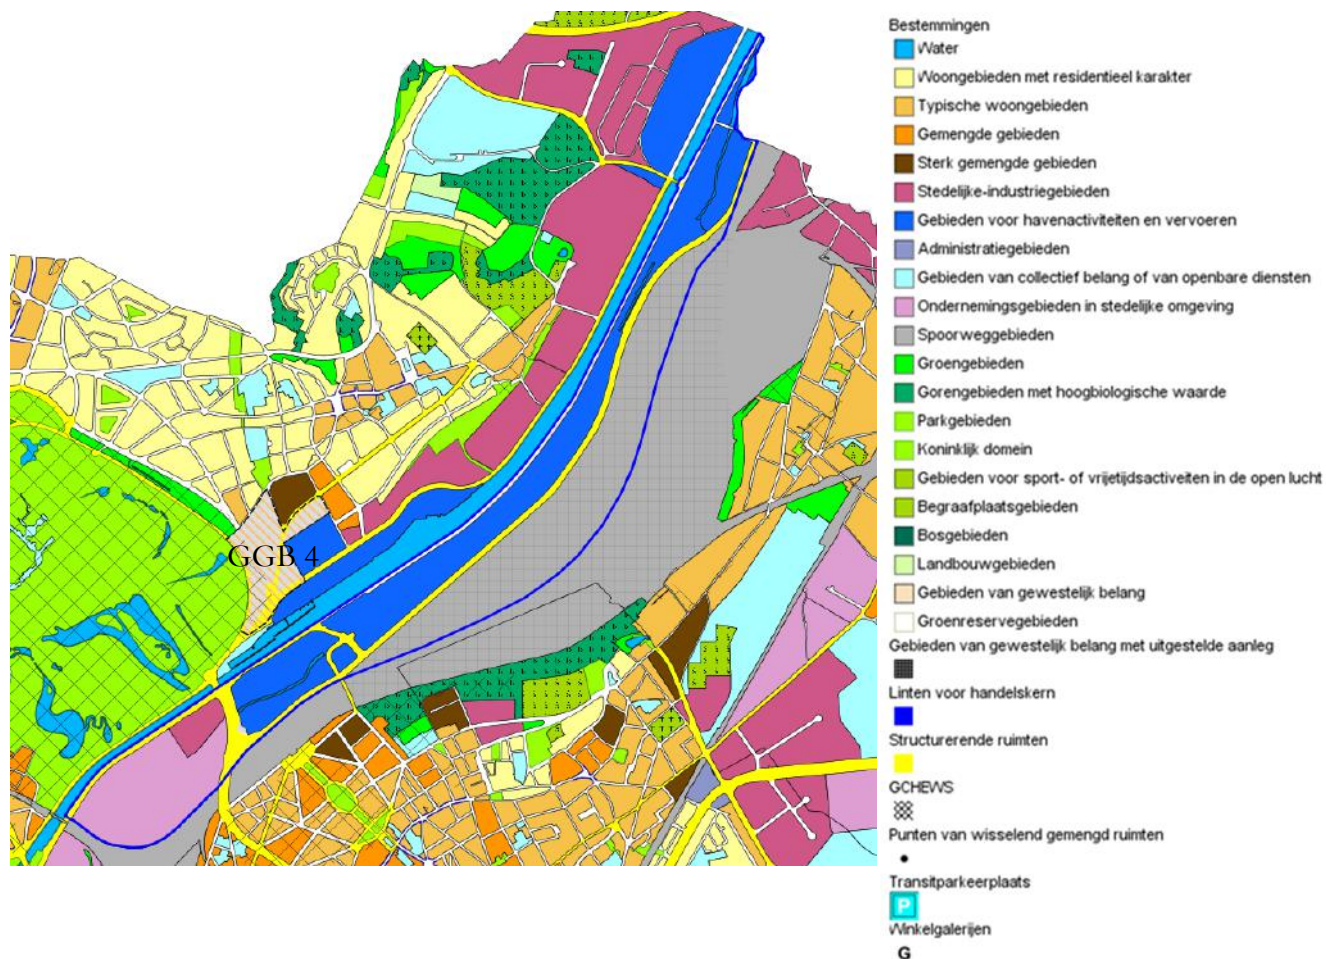 Bestemmingen
Water
Woongebieden met residentieel karakter
Typische woongebieden
Gemengde gebieden
Sterk gemengde gebieden
Stedelijke-industriegebieden
Gebieden voor havenactiviteiten en vervoeren
Administratiegebieden
Gebieden van collectief belang of van openbare diensten
Ondernemingsgebieden in stedelijke omgeving
Spoorweggebieden
Groengebieden
Gorengebieden met hoogbiologische waarde
Parkgebieden
Koninklijk domein
Gebieden voor sport- of vrijetijdsactiveiten in de open lucht
Begraafplaatsgebieden
Bosgebieden
Landbouwgebieden
Gebieden van gewestelijk belang
Groenreservegebieden
Gebieden van gewestelijk belang met uitgestelde aanleg
Linten voor handelskern
Structurerende ruimten
GCHEWS
Punten van wisselend gemengd ruimten
Transitparkeerplaats
P
Winkelgalerijen
G
GGB 4